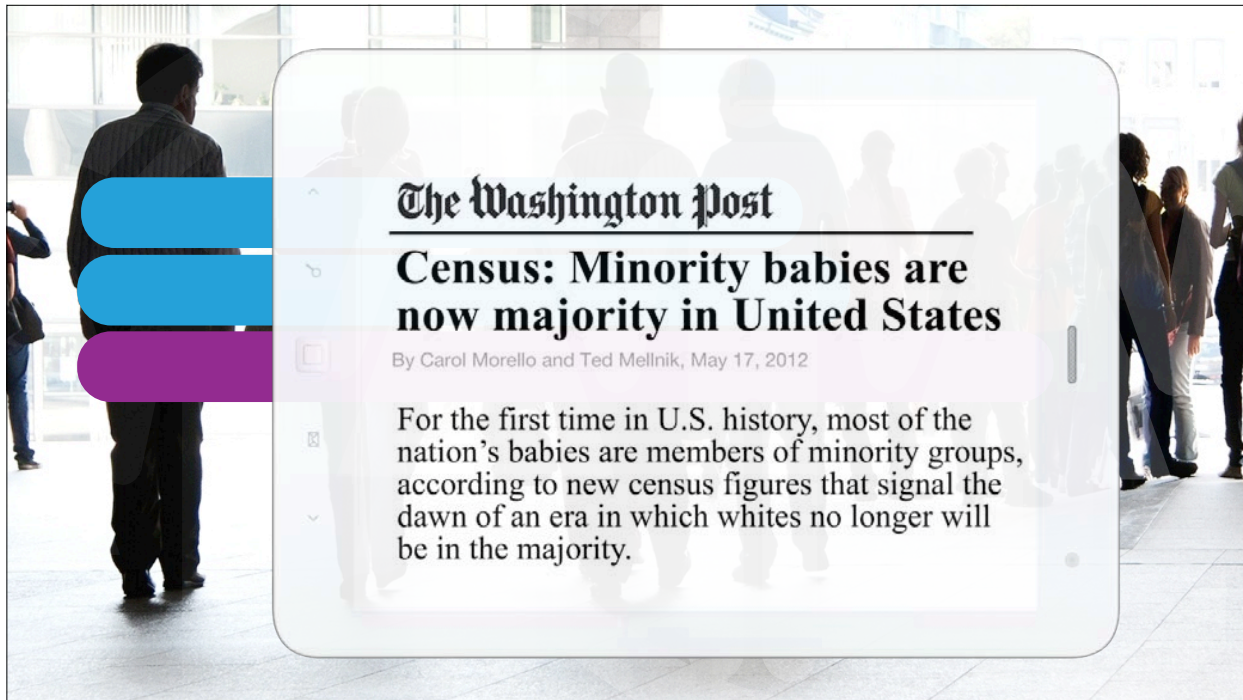 The Washington Post
Census: Minority babies are
now majority in United States
By Carol Morello and Ted Mellnik, May 17, 2012
For the first time in U.S. history, most of the
nation's babies are members of minority groups,
according to new census figures that signal the
dawn of an era in which whites no longer will
be in the majority.